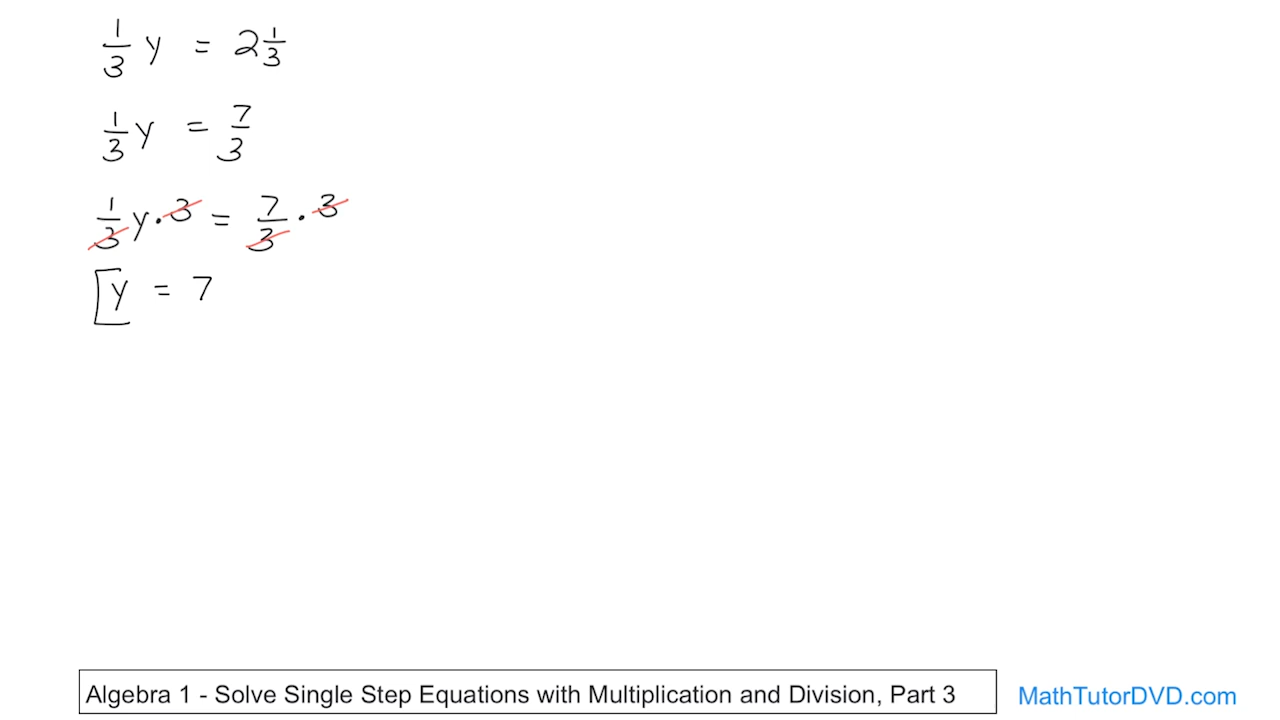 1/3 y = 2 1/3
1/3 y = 7/3
1/3 y · 3 = 7/3 · 3
y = 7
Algebra 1 - Solve Single Step Equations with Multiplication and Division, Part 3
MathTutorDVD.com